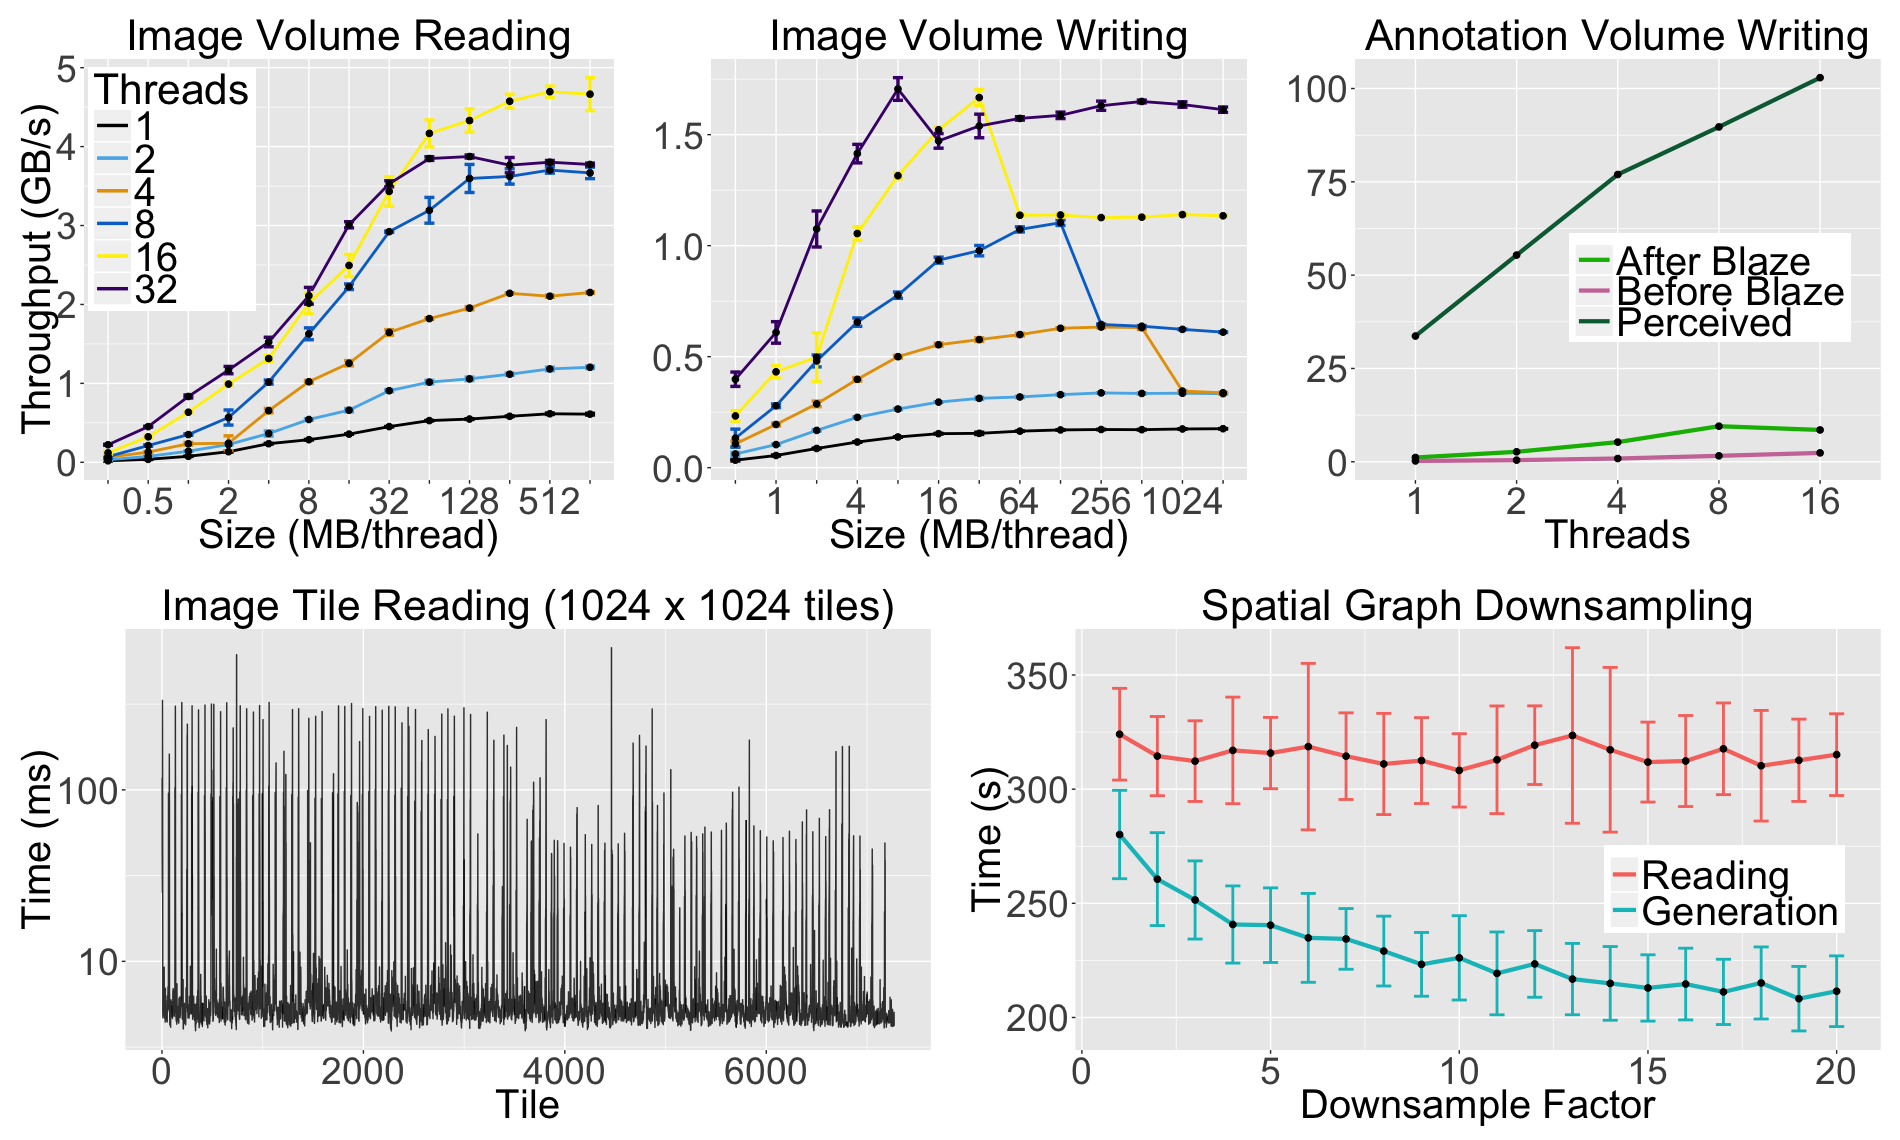 Image Volume Reading
Throughput (GB/s)
5
4
3
2
1
0
Threads
1
2
4
8
16
32
0.5 2 8 32 128 512
Size (MB/thread)
Image Volume Writing
1.5
1.0
0.5
0.0
1 4 16 64 256 1024
Size (MB/thread)
Annotation Volume Writing
100
75
50
25
0
After Blaze
Before Blaze
Perceived
1 2 4 8 16
Threads
Image Tile Reading (1024 x 1024 tiles)
Time (ms)
100
10
0 2000 4000 6000
Tile
Spatial Graph Downsampling
Time (s)
350
300
250
200
Reading
Generation
0 5 10 15 20
Downsample Factor